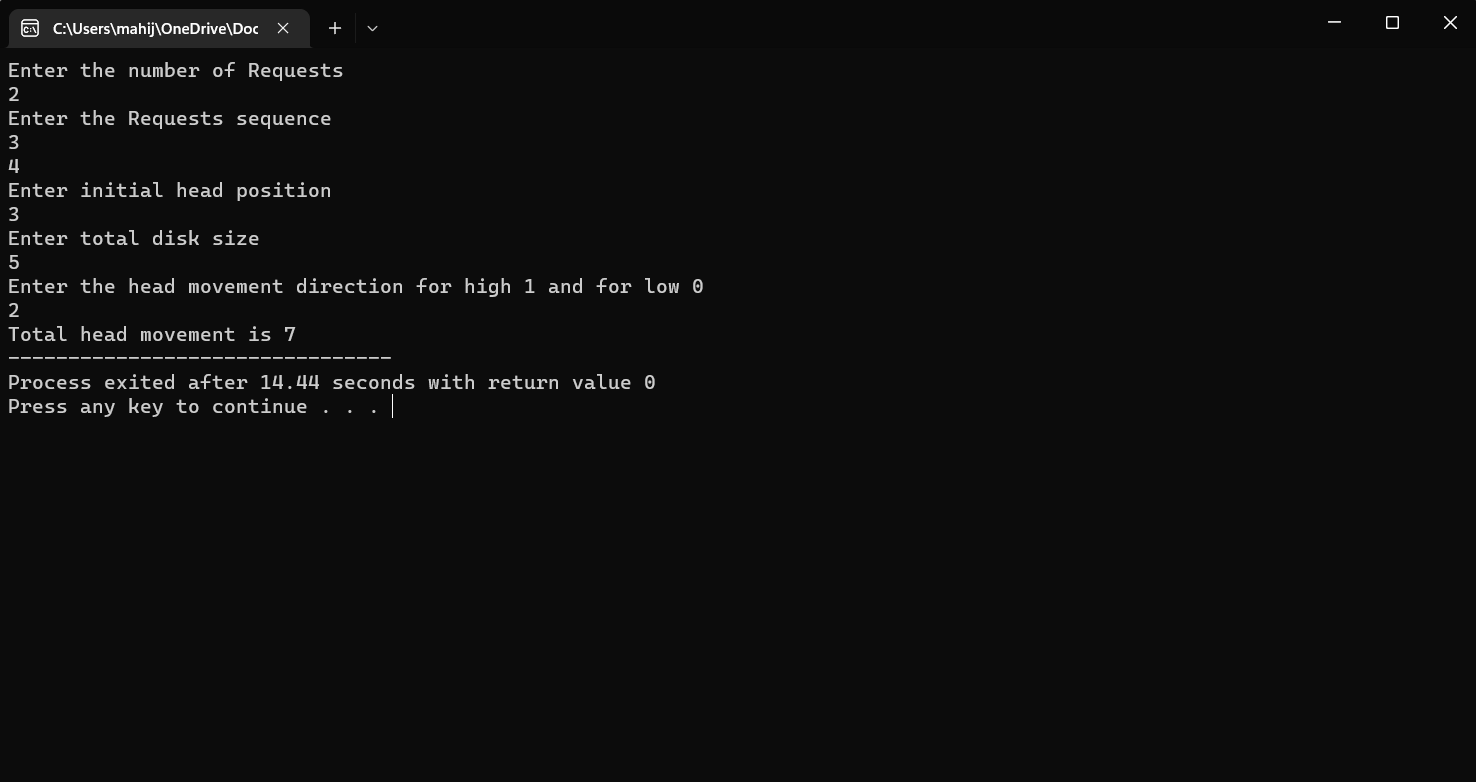 C:\Users\mahij\OneDrive\Doc
Enter the number of Requests
2
Enter the Requests sequence
3
4
Enter initial head position
3
Enter total disk size
5
Enter the head movement direction for high 1 and for low 0
2
Total head movement is 7
--------------------------------
Process exited after 14.44 seconds with return value 0
Press any key to continue . . .